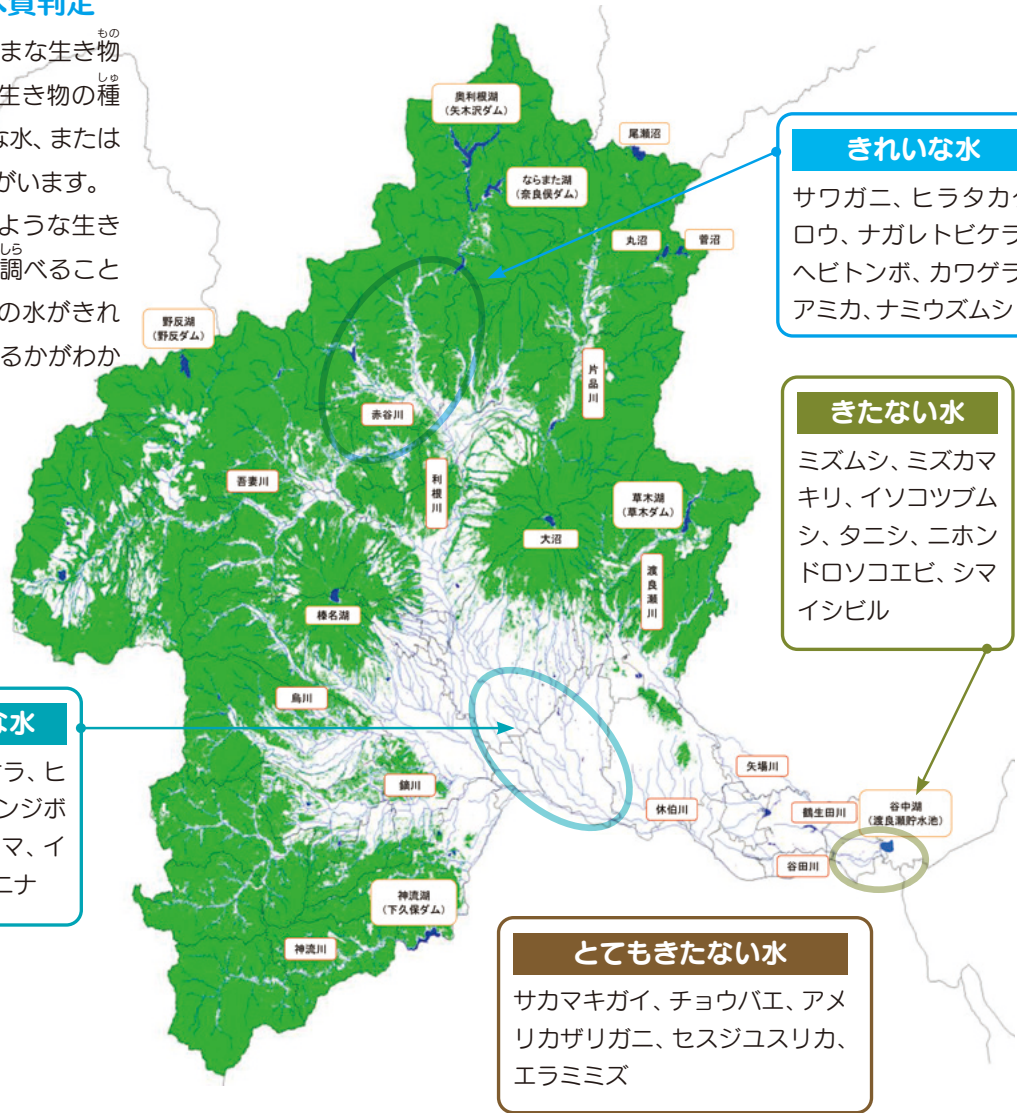 質判定
まな生き物
もの
生き物の種
しゅ
な水、または
がいます。
ような生き
調べること
しら
の水がきれ
るかがわか
奥利根湖
(矢木沢ダム)
尾瀬沼
ならまた湖
(奈良俣ダム)
丸沼
菅沼
野反湖
(野反ダム)
片品川
赤谷川
利根川
吾妻川
草木湖
(草木ダム)
大沼
渡良瀬川
榛名湖
烏川
鏑川
矢場川
休伯川
鶴生田川
谷中湖
(渡良瀬貯水池)
谷田川
神流湖
(下久保ダム)
神流川
きれいな水
サワガニ、ヒラタカゲ
ロウ、ナガレトビケラ
ヘビトンボ、カワゲラ
アミカ、ナミウズムシ
きたない水
ミズムシ、ミズカマ
キリ、イソコツブム
シ、タニシ、ニホン
ドロソコエビ、シマ
イシビル
な水
ラ、ヒ
ンジボ
マ、イ
ニナ
とてもきたない水
サカマキガイ、チョウバエ、アメ
リカザリガニ、セスジユスリカ、
エラミミズ